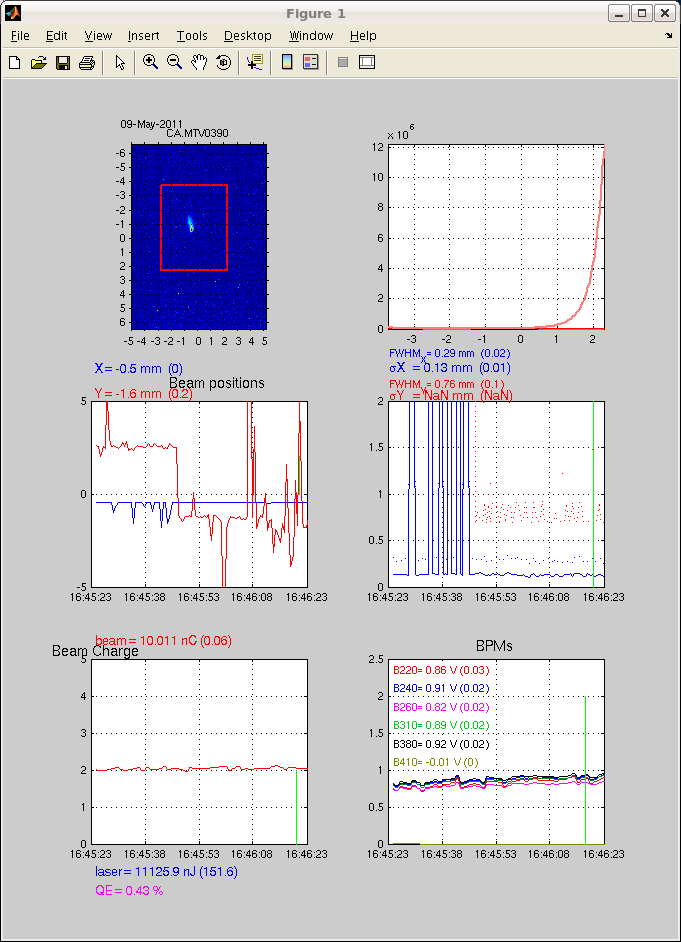 Figure 1
File Edit View Insert Tools Desktop Window Help
09-May-2011
CA.MTV0390
-6
-5
-4
-3
-2
-1
0
1
2
3
4
5
6
-5 -4 -3 -2 -1 0 1 2 3 4 5
x 10^6
12
10
8
6
4
2
0
-3 -2 -1 0 1 2
X= -0.5 mm (0)
Y = -1.6 mm (0.2)
Beam positions
5
0
-5
16:45:23 16:45:38 16:45:53 16:46:08 16:46:23
FWHM_X= 0.29 mm (0.02)
σX = 0.13 mm (0.01)
FWHM_Y= 0.76 mm (0.1)
σY = NaN mm (NaN)
2
1.5
1
0.5
0
16:45:23 16:45:38 16:45:53 16:46:08 16:46:23
beam= 10.011 nC (0.06)
Beam Charge
5
4
3
2
1
0
16:45:23 16:45:38 16:45:53 16:46:08 16:46:23
laser= 11125.9 nJ (151.6)
QE= 0.43 %
BPMs
2.5
2
1.5
1
0.5
0
B220= 0.86 V (0.03)
B240= 0.91 V (0.02)
B260= 0.82 V (0.02)
B310= 0.89 V (0.02)
B380= 0.92 V (0.02)
B410= -0.01 V (0)
16:45:23 16:45:38 16:45:53 16:46:08 16:46:23